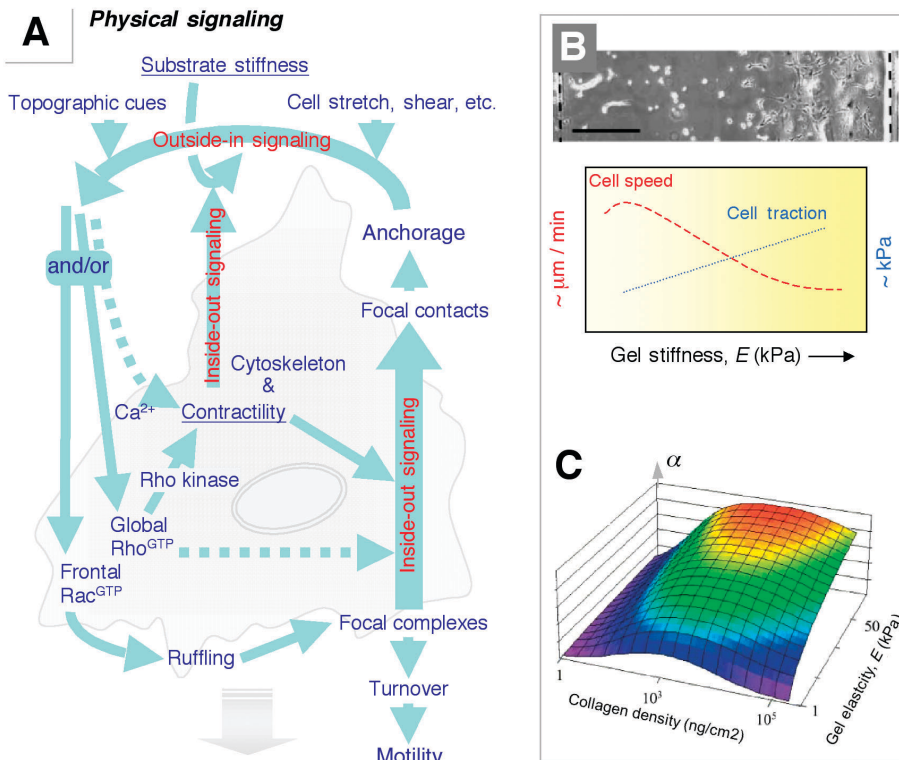 A
Physical signaling
Substrate stiffness
Topographic cues
Cell stretch, shear, etc.
Outside-in signaling
and/or
Inside-out signaling
Anchorage
Focal contacts
Cytoskeleton
&
Contractility
Ca2+
Inside-out signaling
Rho kinase
Global
RhoGTP
Frontal
RacGTP
Focal complexes
Ruffling
Turnover
Motility
B
Cell speed
Cell traction
~ μm / min
~ kPa
Gel stiffness, E (kPa)
C
α
50
1
10³
10⁵
1
Collagen density (ng/cm2)
Gel elastcity, E (kPa)